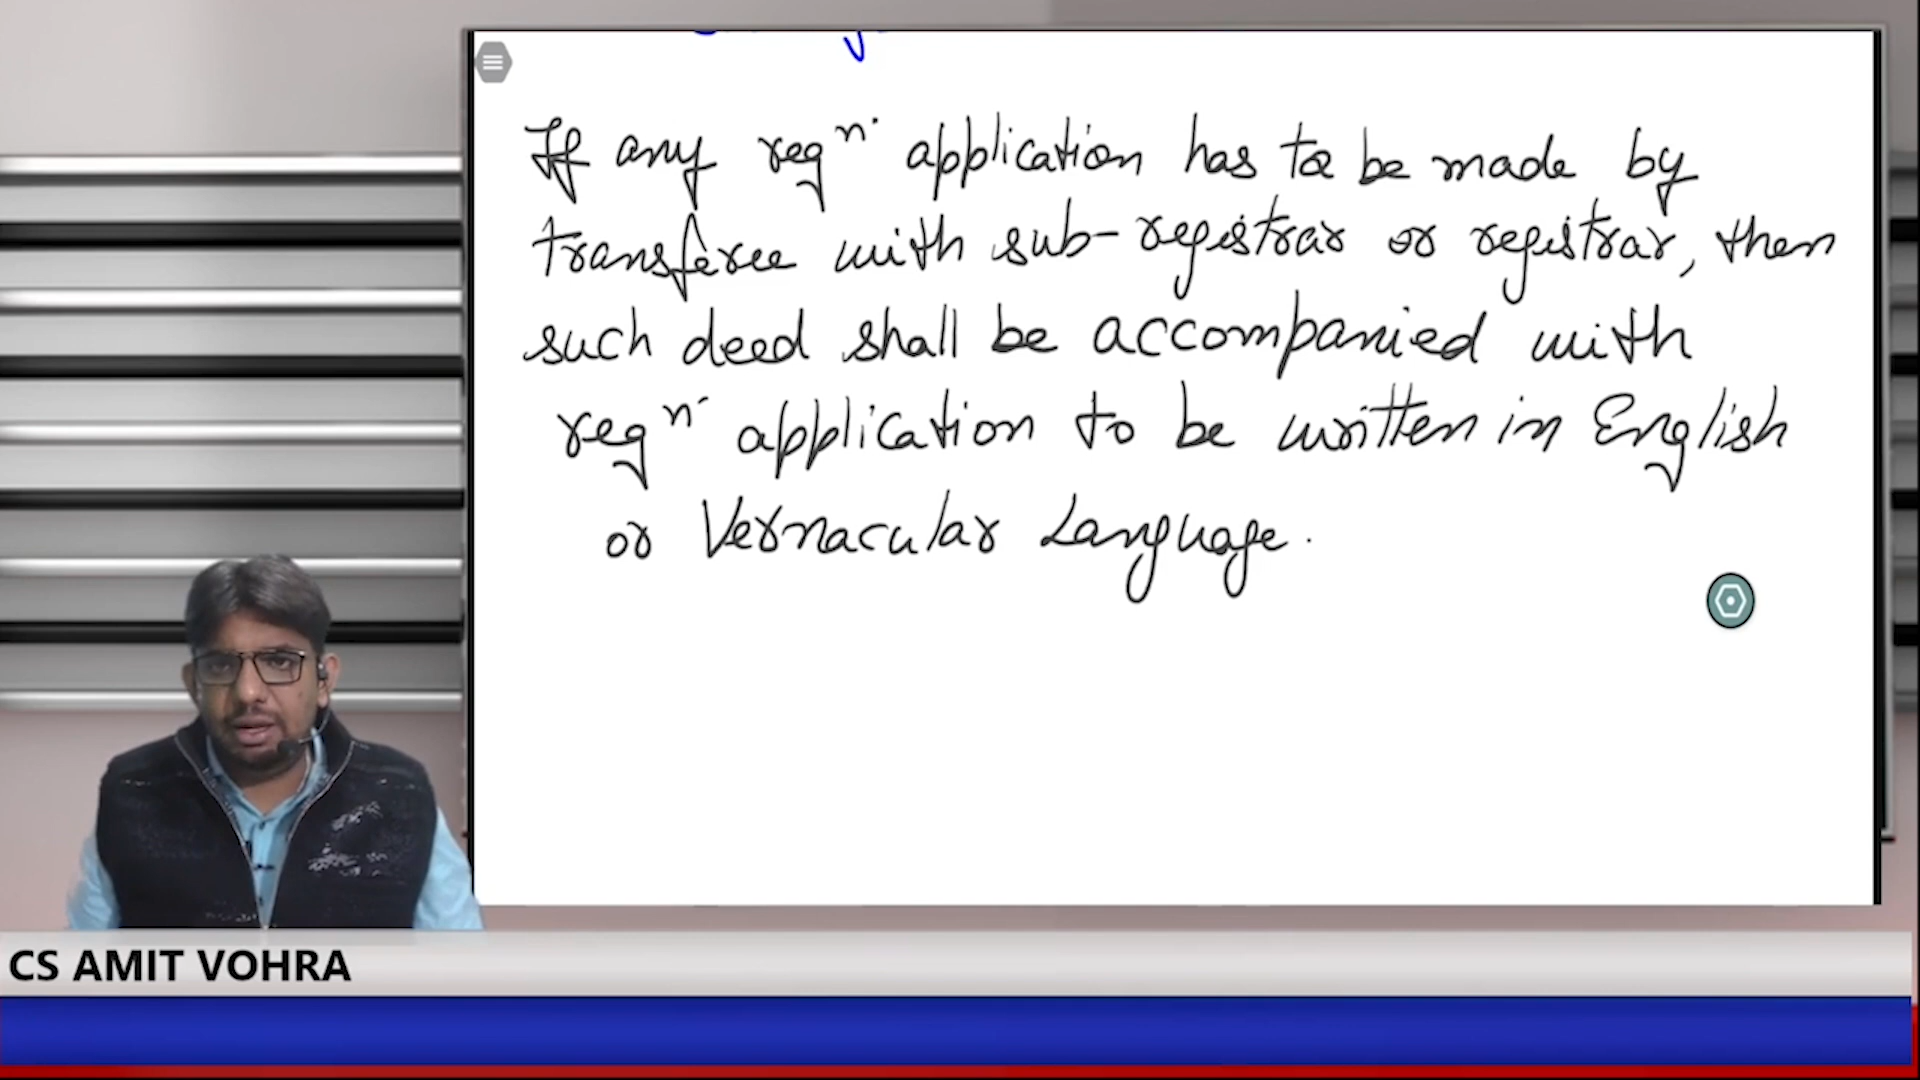 If any regⁿ. application has to be made by
transferee with sub-registrar or registrar, then
such deed shall be accompanied with
regⁿ. application to be written in English
or Vernacular Language.
CS AMIT VOHRA